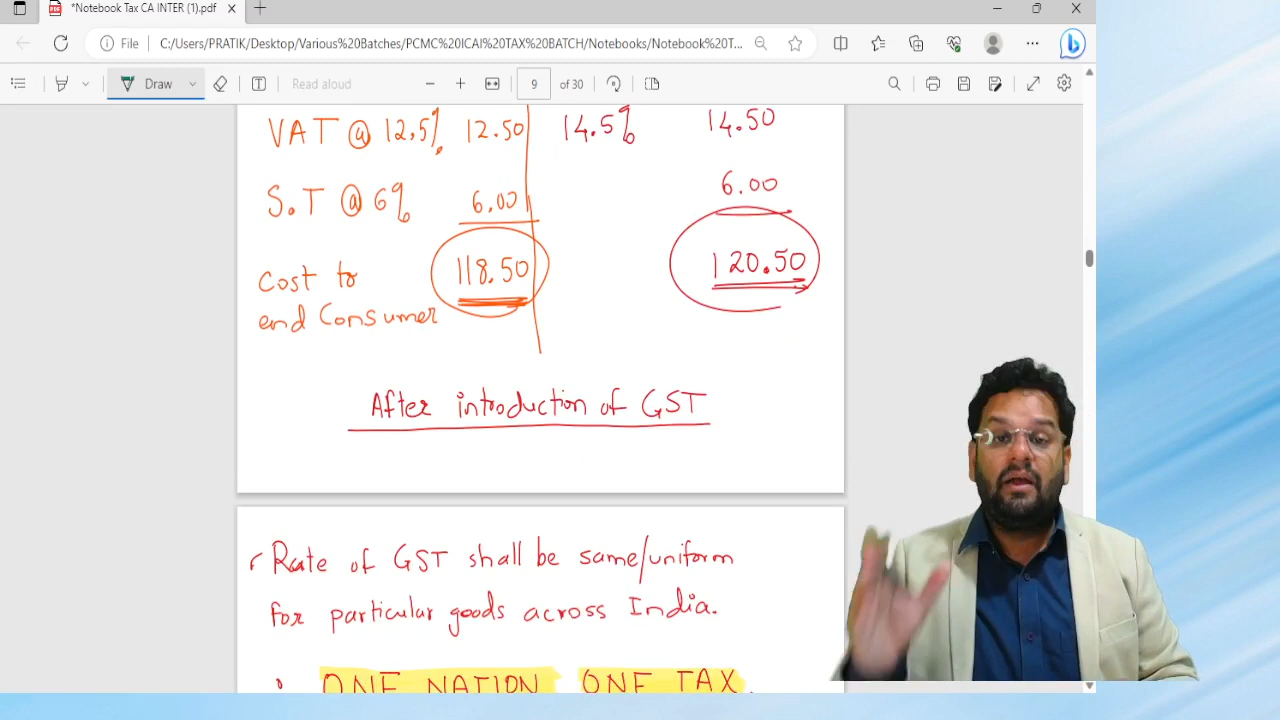 *Notebook Tax CA INTER (1).pdf
File C:/Users/PRATIK/Desktop/Various%20Batches/PCMC%20ICAI%20TAX%20BATCH/Notebooks/Notebook%20T...
Draw Read aloud 9 of 30
VAT @ 12.5% 12.50 14.5% 14.50
S.T @ 6% 6.00 6.00
Cost to 118.50 120.50
end Consumer
After introduction of GST
Rate of GST shall be same/uniform
for particular goods across India.
ONE NATION ONE TAX.